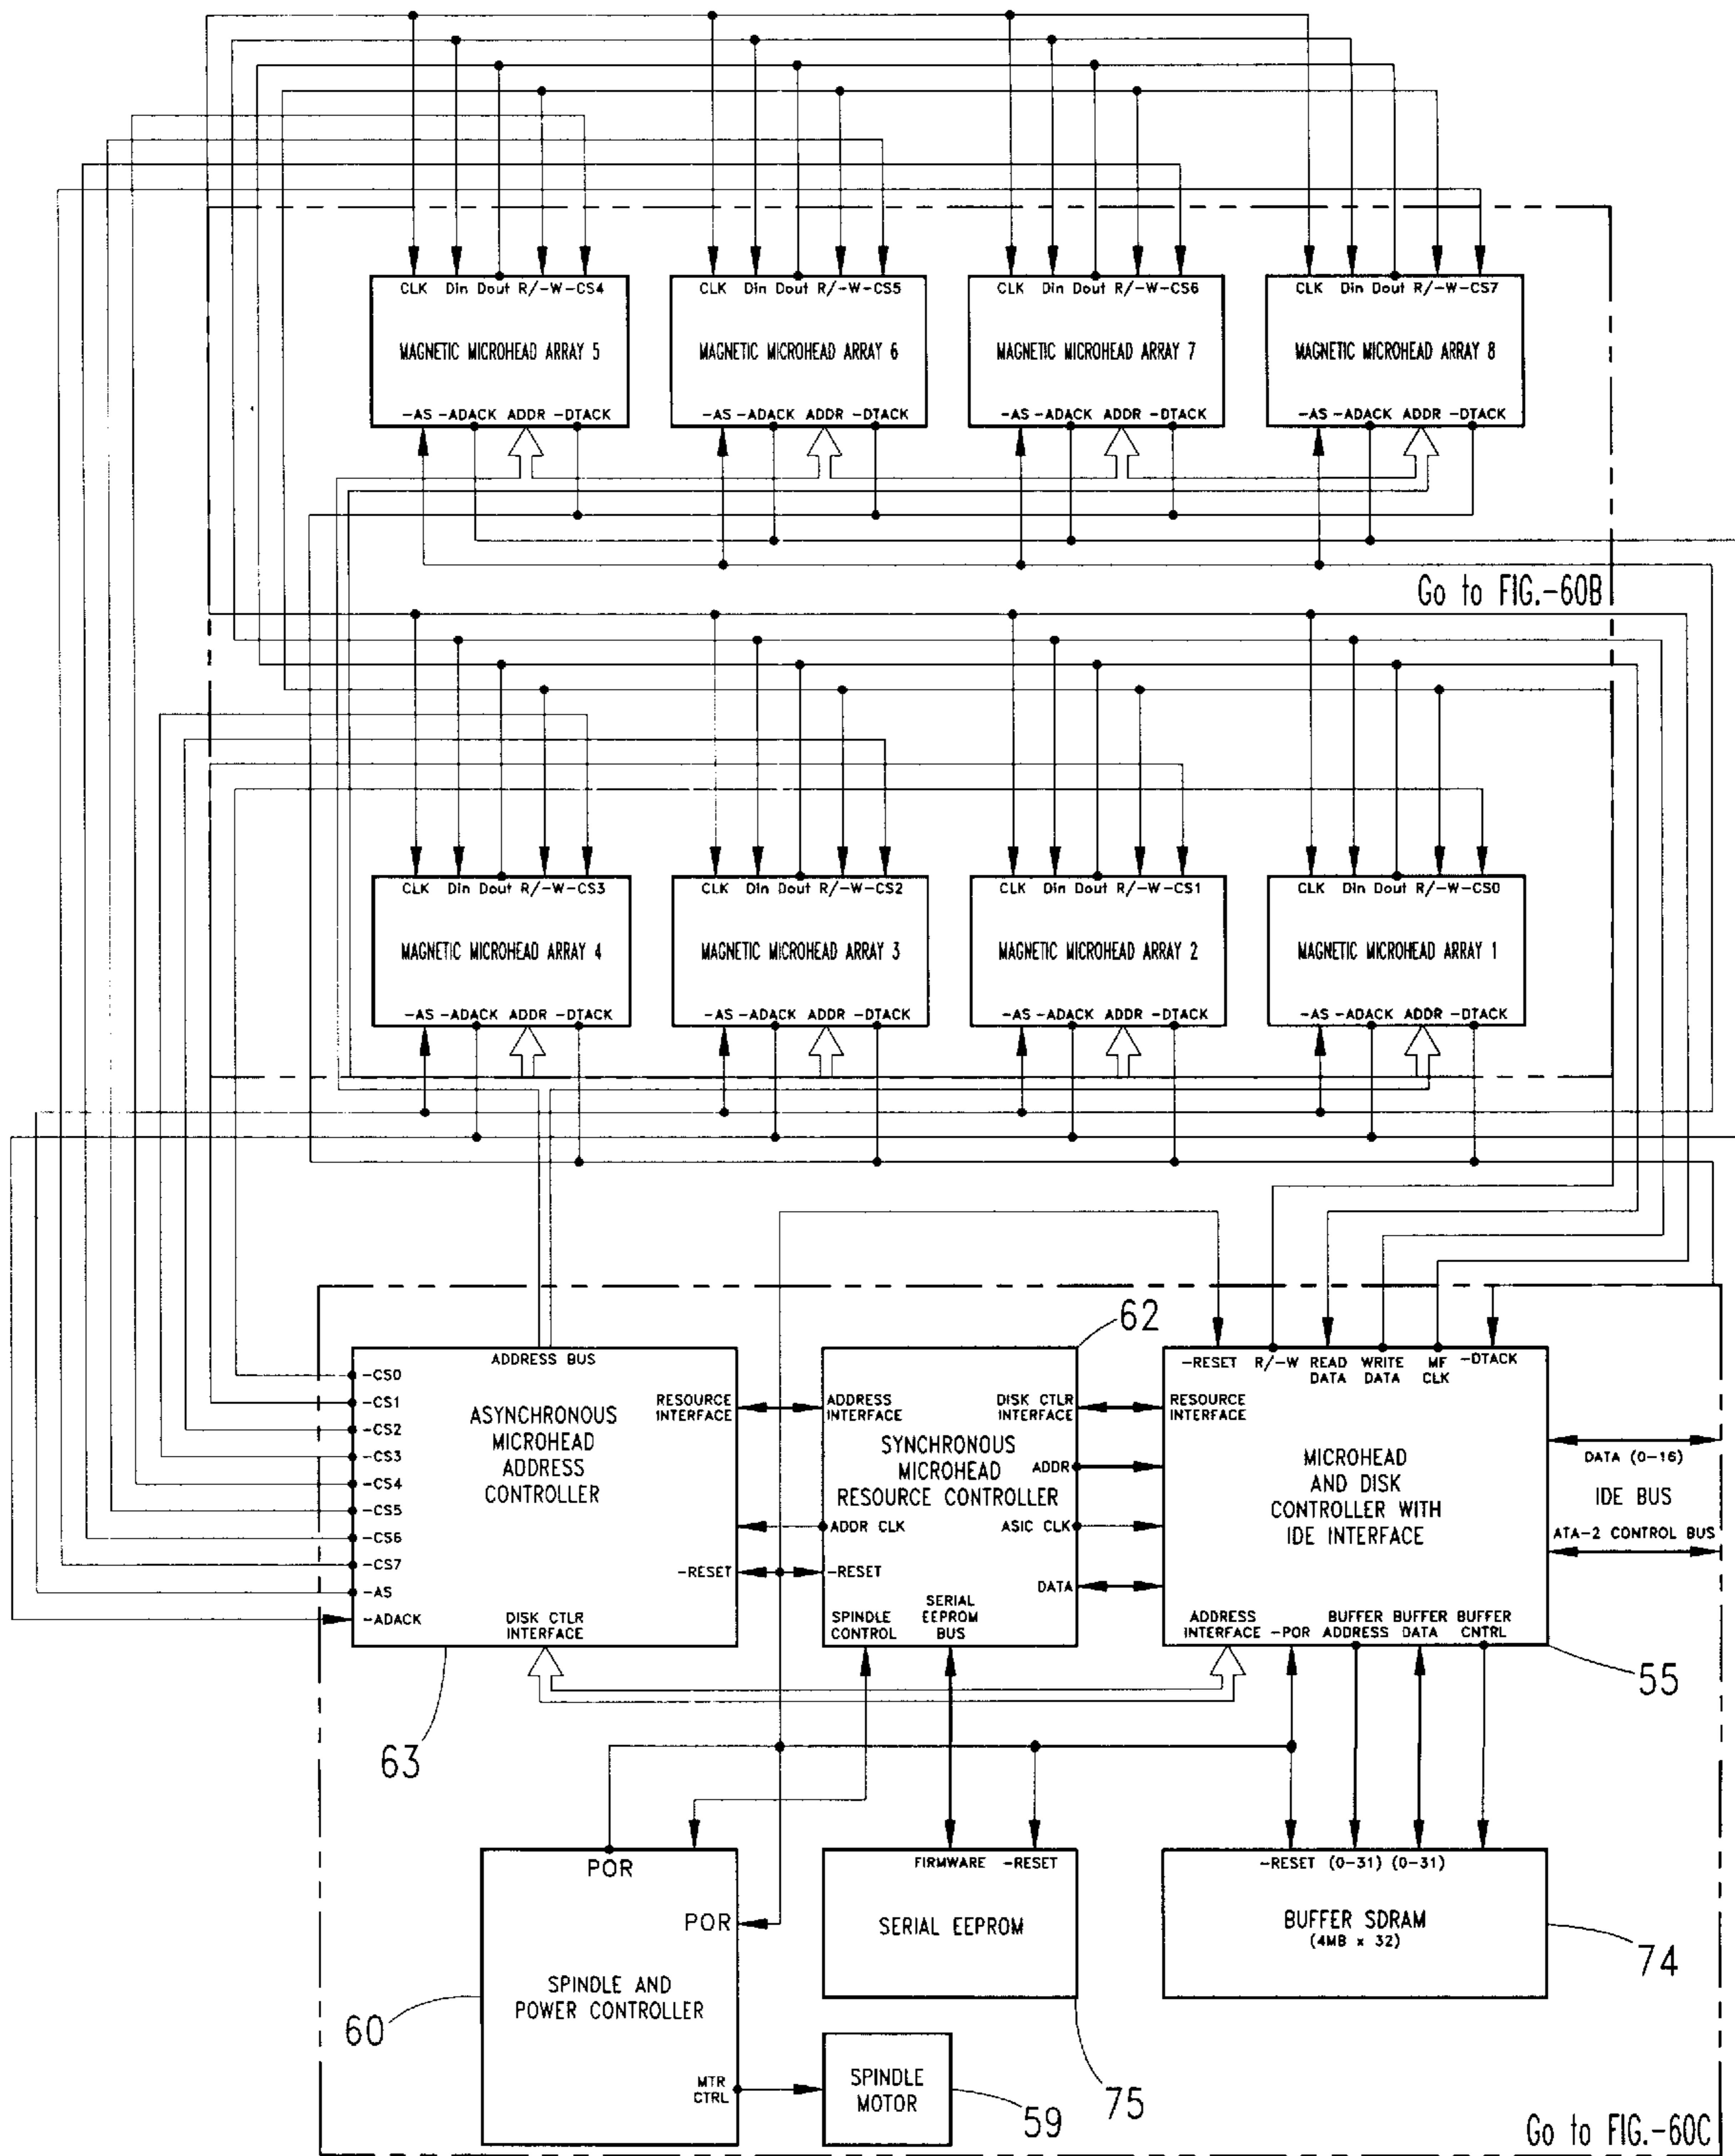 CLK Din Dout R/-W-CS4
MAGNETIC MICROHEAD ARRAY 5
-AS -ADACK ADDR -DTACK
CLK Din Dout R/-W-CS5
MAGNETIC MICROHEAD ARRAY 6
-AS -ADACK ADDR -DTACK
CLK Din Dout R/-W-CS6
MAGNETIC MICROHEAD ARRAY 7
-AS -ADACK ADDR -DTACK
CLK Din Dout R/-W-CS7
MAGNETIC MICROHEAD ARRAY 8
-AS -ADACK ADDR -DTACK
Go to FIG.-60B
CLK Din Dout R/-W-CS3
MAGNETIC MICROHEAD ARRAY 4
-AS -ADACK ADDR -DTACK
CLK Din Dout R/-W-CS2
MAGNETIC MICROHEAD ARRAY 3
-AS -ADACK ADDR -DTACK
CLK Din Dout R/-W-CS1
MAGNETIC MICROHEAD ARRAY 2
-AS -ADACK ADDR -DTACK
CLK Din Dout R/-W-CS0
MAGNETIC MICROHEAD ARRAY 1
-AS -ADACK ADDR -DTACK
ADDRESS BUS
-CS0
-CS1
-CS2
-CS3
-CS4
-CS5
-CS6
-CS7
-AS
-ADACK
ASYNCHRONOUS
MICROHEAD
ADDRESS
CONTROLLER
RESOURCE
INTERFACE
-RESET
DISK CTLR
INTERFACE
63
62
ADDRESS
INTERFACE
DISK CTLR
INTERFACE
SYNCHRONOUS
MICROHEAD
RESOURCE CONTROLLER
ADDR
ADDR CLK
ASIC CLK
-RESET
DATA
SPINDLE
CONTROL
SERIAL
EEPROM
BUS
-RESET
R/-W
READ
DATA
WRITE
DATA
MF
CLK
-DTACK
RESOURCE
INTERFACE
MICROHEAD
AND DISK
CONTROLLER WITH
IDE INTERFACE
ADDRESS
INTERFACE
-POR
BUFFER
ADDRESS
BUFFER
DATA
BUFFER
CNTRL
55
DATA (0-16)
IDE BUS
ATA-2 CONTROL BUS
POR
POR
SPINDLE AND
POWER CONTROLLER
MTR
CTRL
60
FIRMWARE -RESET
SERIAL EEPROM
75
-RESET (0-31) (0-31)
BUFFER SDRAM
(4MB x 32)
74
SPINDLE
MOTOR
59
Go to FIG.-60C